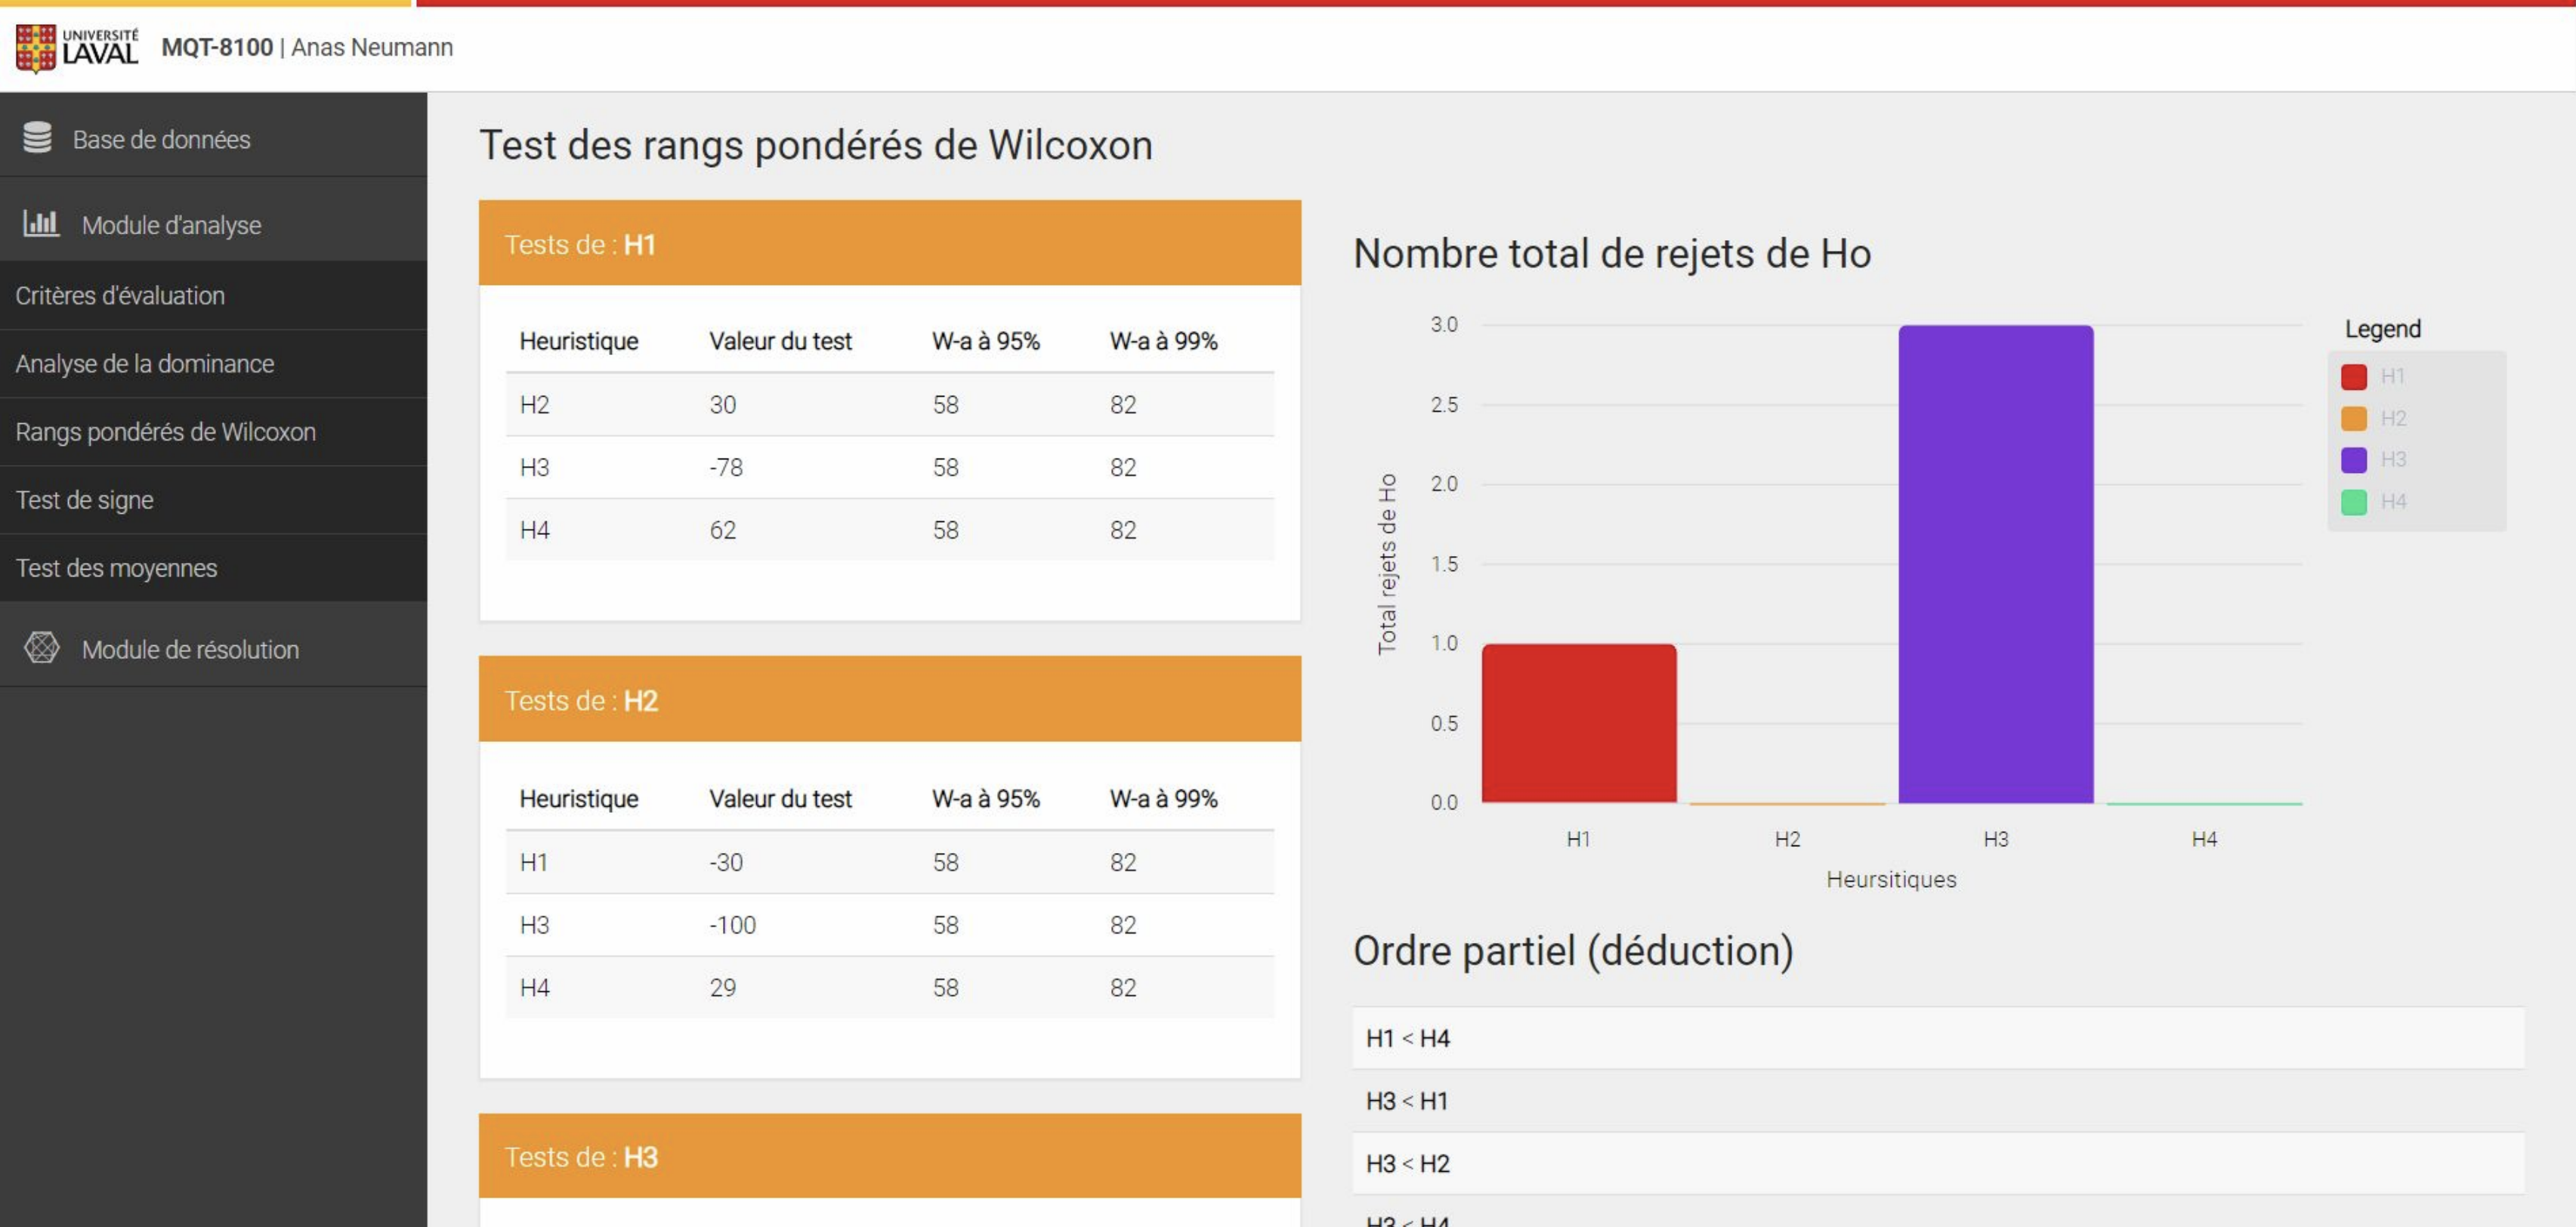 UNIVERSITÉ
LAVAL
MQT-8100 | Anas Neumann
Base de données
Module d'analyse
Critères d'évaluation
Analyse de la dominance
Rangs pondérés de Wilcoxon
Test de signe
Test des moyennes
Module de résolution
Test des rangs pondérés de Wilcoxon
Tests de : H1
Heuristique Valeur du test W-a à 95% W-a à 99%
H2 30 58 82
H3 -78 58 82
H4 62 58 82
Tests de : H2
Heuristique Valeur du test W-a à 95% W-a à 99%
H1 -30 58 82
H3 -100 58 82
H4 29 58 82
Tests de : H3
Nombre total de rejets de Ho
Total rejets de Ho
3.0
2.5
2.0
1.5
1.0
0.5
0.0
H1 H2 H3 H4
Heursitiques
Legend
H1
H2
H3
H4
Ordre partiel (déduction)
H1 < H4
H3 < H1
H3 < H2
H3 < H4